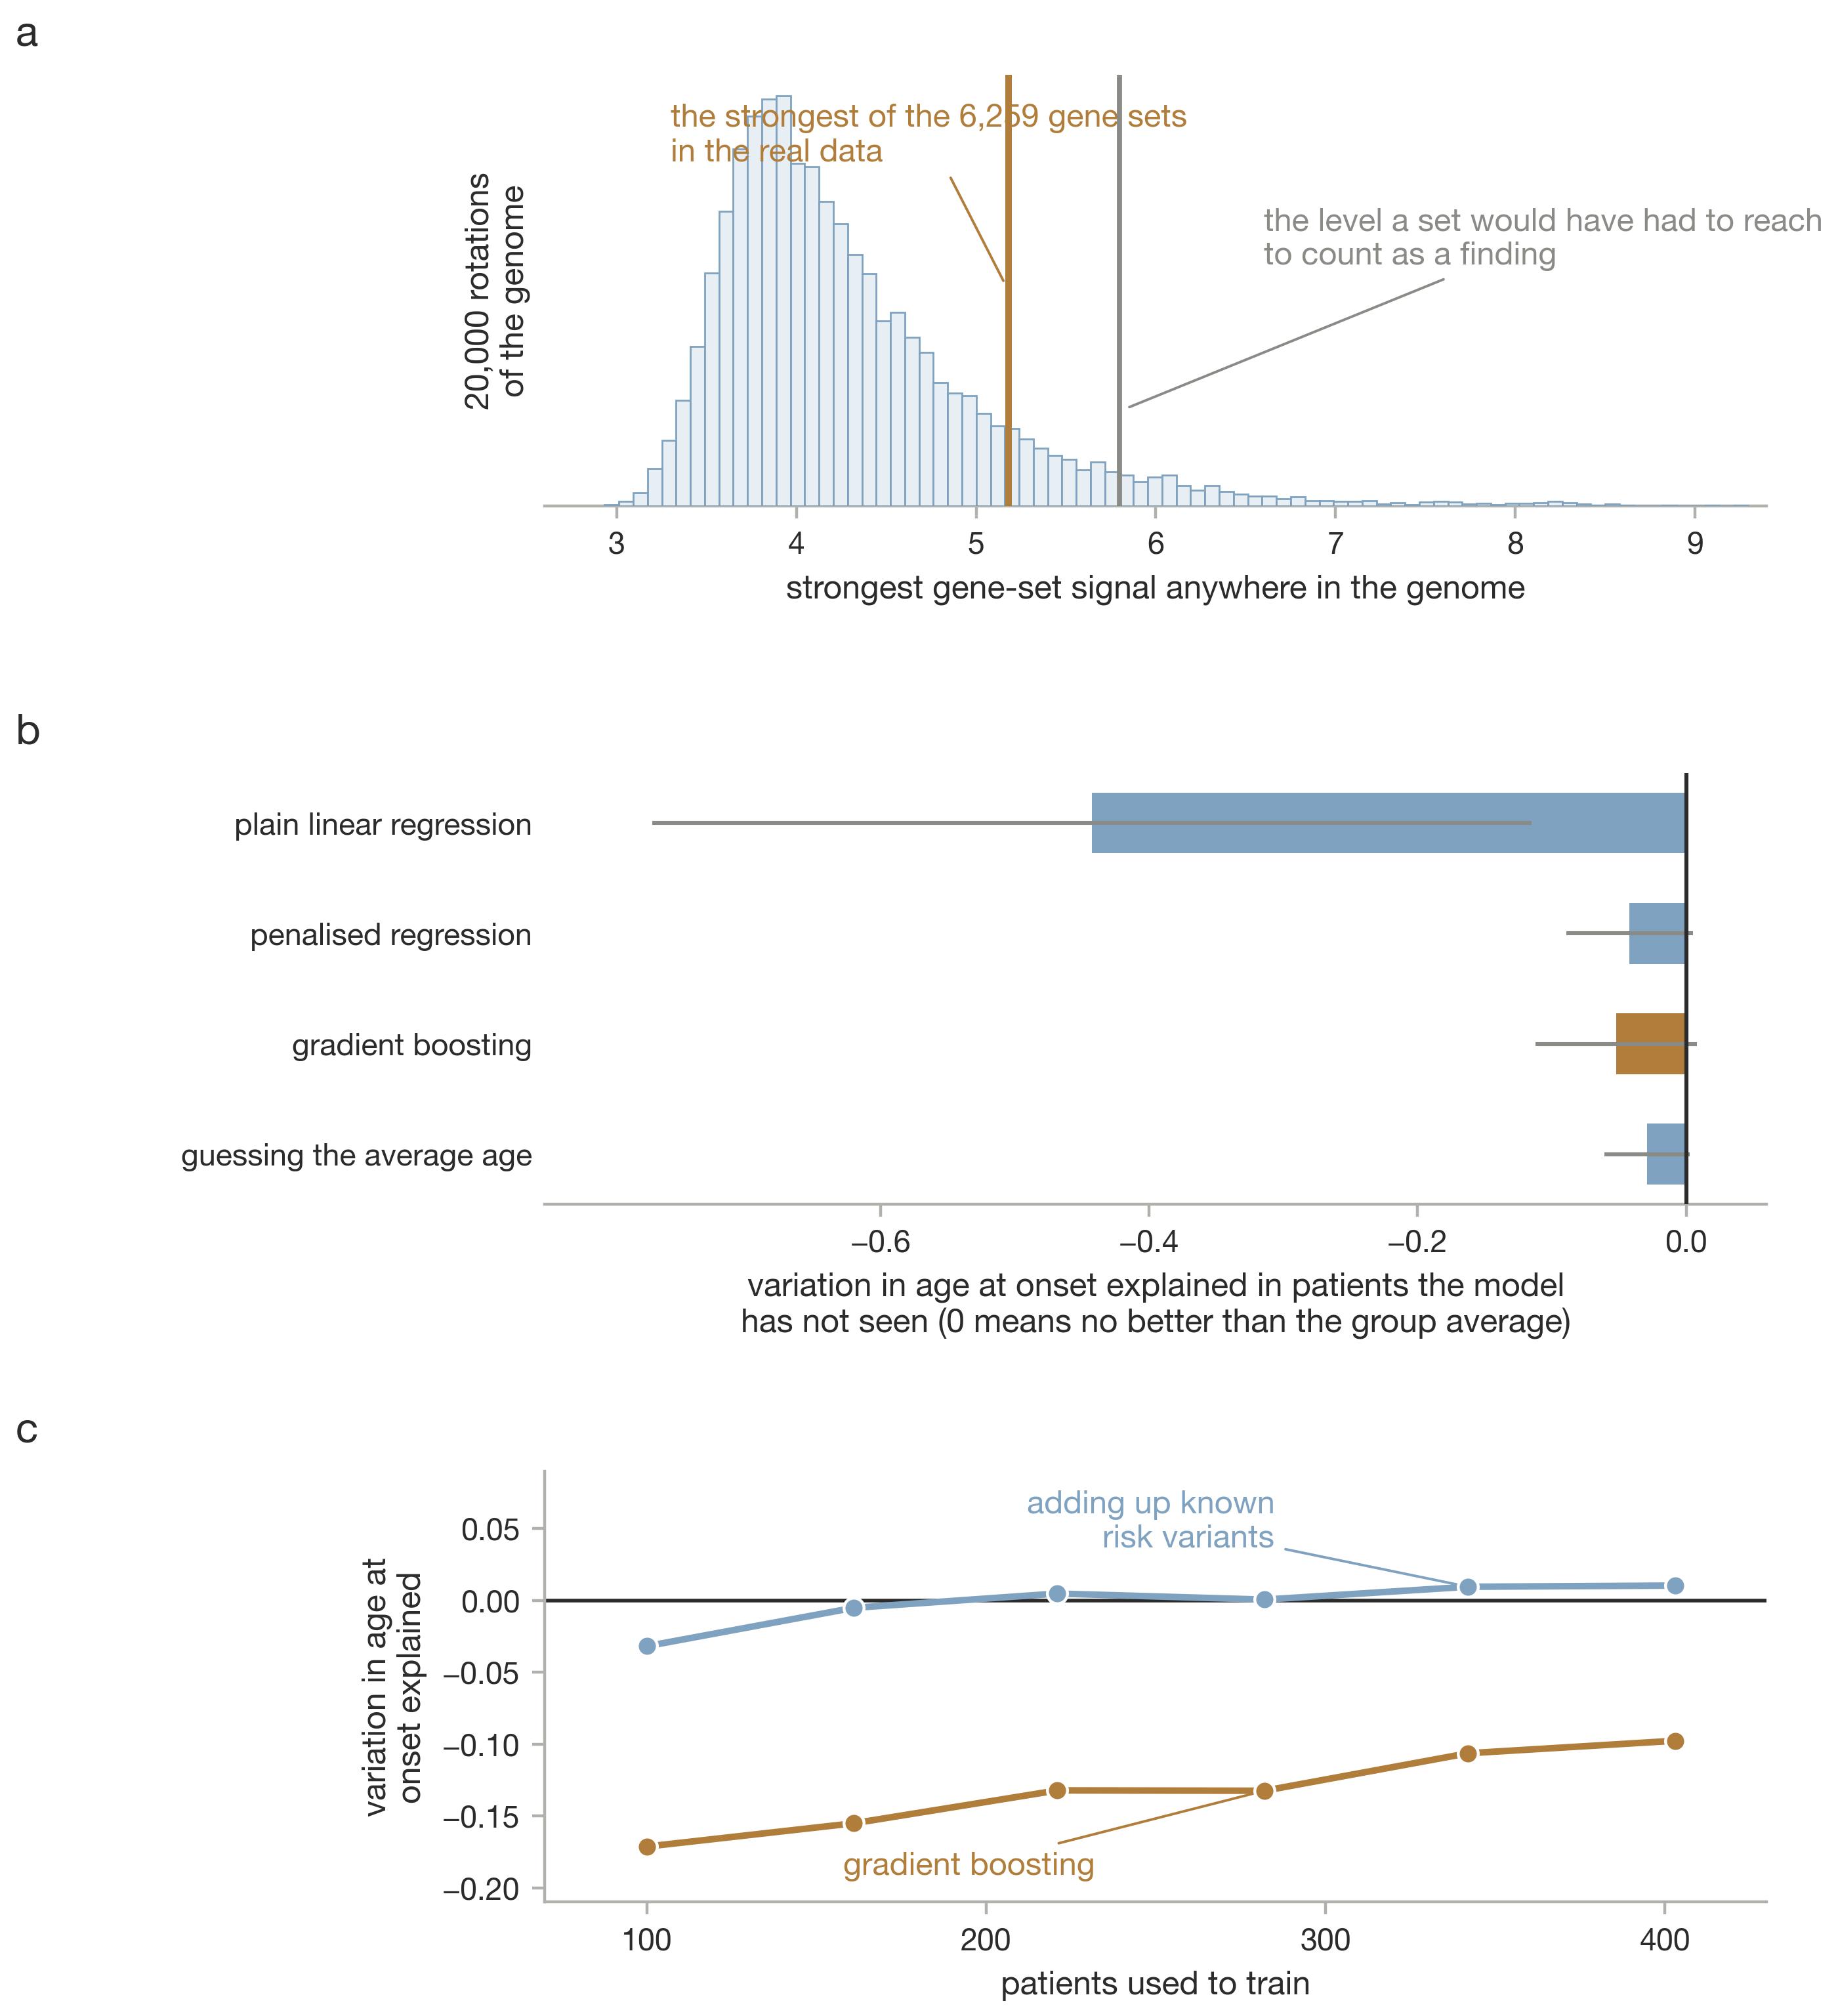 a
the strongest of the 6,259 gene sets
in the real data
the level a set would have had to reach
to count as a finding
20,000 rotations
of the genome
3 4 5 6 7 8 9
strongest gene-set signal anywhere in the genome
b
plain linear regression
penalised regression
gradient boosting
guessing the average age
−0.6 −0.4 −0.2 0.0
variation in age at onset explained in patients the model
has not seen (0 means no better than the group average)
c
adding up known
risk variants
variation in age at
onset explained
0.05
0.00
−0.05
−0.10
−0.15
−0.20
gradient boosting
100 200 300 400
patients used to train